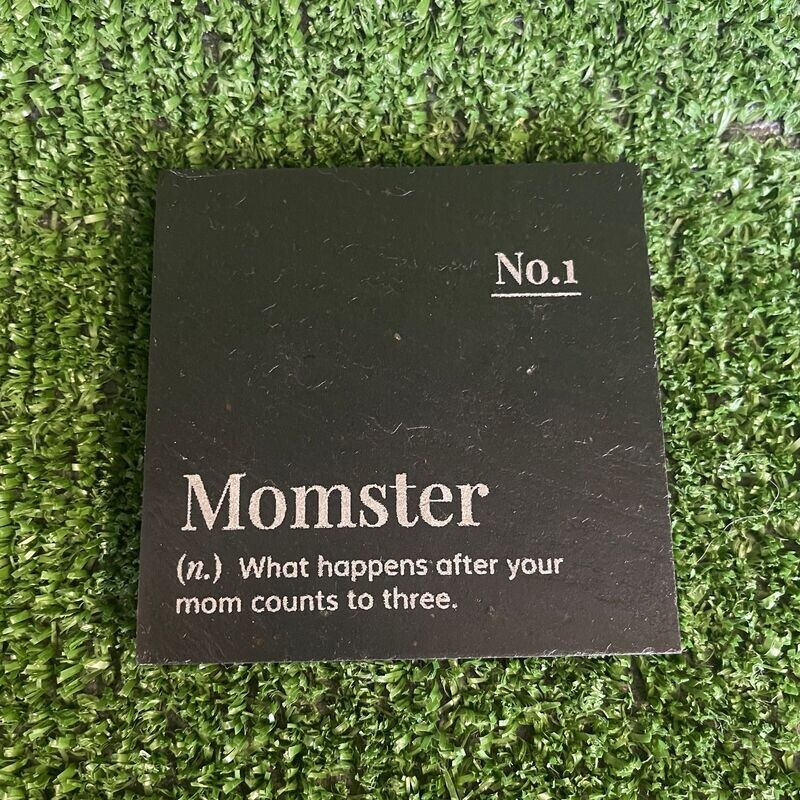 No.1
Momster
(n.) What happens after your
mom counts to three.